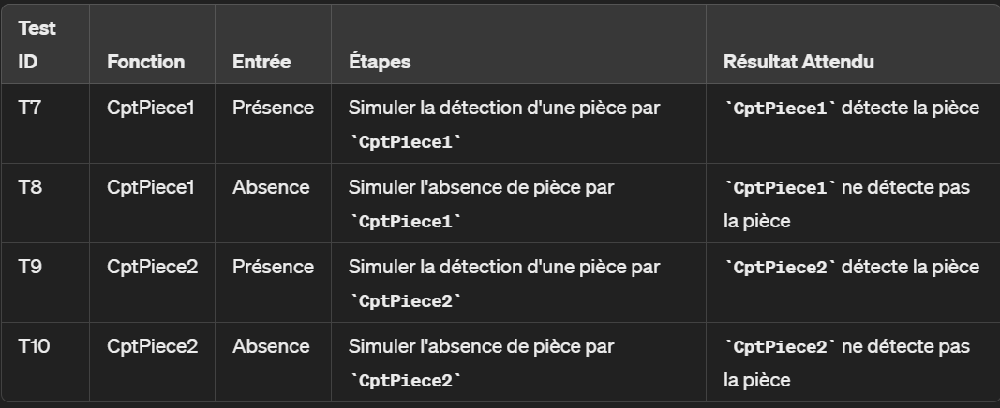 Test
ID Fonction Entrée Étapes Résultat Attendu
T7 CptPiece1 Présence Simuler la détection d'une pièce par `CptPiece1` détecte la pièce
`CptPiece1`
T8 CptPiece1 Absence Simuler l'absence de pièce par `CptPiece1` ne détecte pas
`CptPiece1` la pièce
T9 CptPiece2 Présence Simuler la détection d'une pièce par `CptPiece2` détecte la pièce
`CptPiece2`
T10 CptPiece2 Absence Simuler l'absence de pièce par `CptPiece2` ne détecte pas
`CptPiece2` la pièce